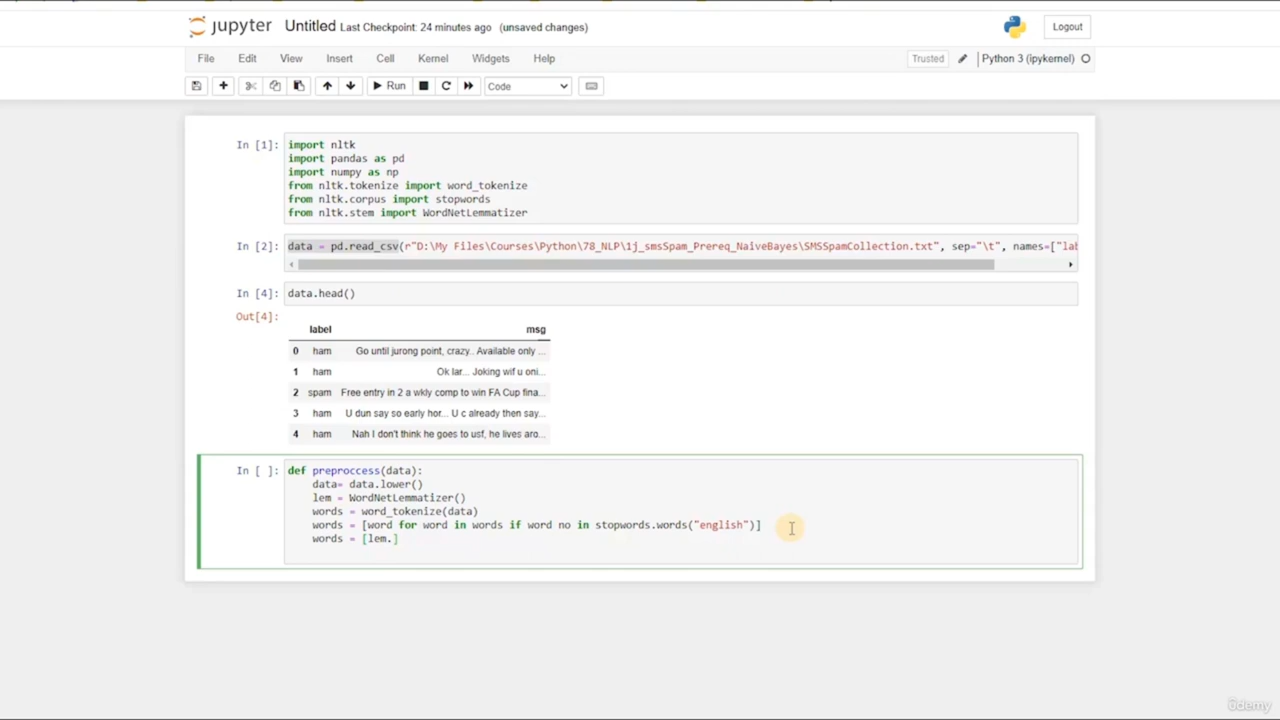 jupyter Untitled Last Checkpoint: 24 minutes ago (unsaved changes) Logout
File Edit View Insert Cell Kernel Widgets Help Trusted Python 3 (ipykernel)
Run Code
In [1]: import nltk
import pandas as pd
import numpy as np
from nltk.tokenize import word_tokenize
from nltk.corpus import stopwords
from nltk.stem import WordNetLemmatizer
In [2]: data = pd.read_csv(r"D:\My Files\Courses\Python\78_NLP\1j_smsSpam_Prereq_NaiveBayes\SMSSpamCollection.txt", sep="\t", names=["lab
In [4]: data.head()
Out[4]:
label msg
0 ham Go until jurong point, crazy.. Available only ...
1 ham Ok lar... Joking wif u oni...
2 spam Free entry in 2 a wkly comp to win FA Cup fina...
3 ham U dun say so early hor... U c already then say...
4 ham Nah I don't think he goes to usf, he lives aro...
In [ ]: def preproccess(data):
data= data.lower()
lem = WordNetLemmatizer()
words = word_tokenize(data)
words = [word for word in words if word no in stopwords.words("english")]
words = [lem.]
ûdemy